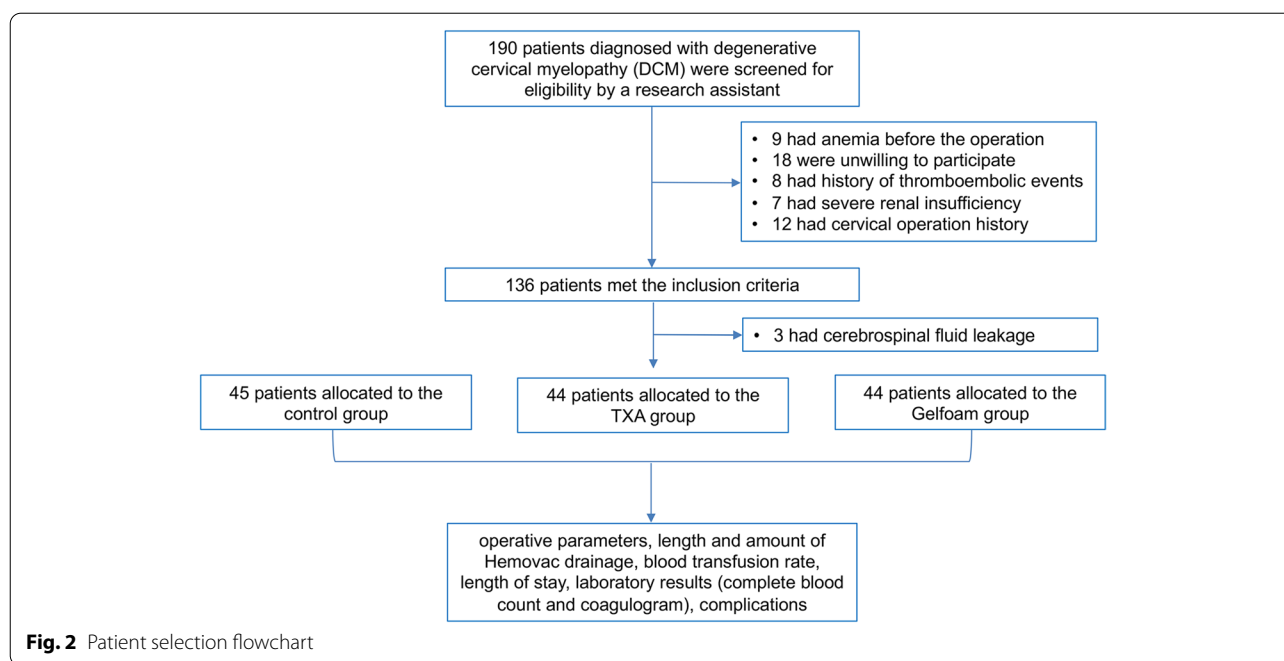 190 patients diagnosed with degenerative
cervical myelopathy (DCM) were screened for
eligibility by a research assistant
• 9 had anemia before the operation
• 18 were unwilling to participate
• 8 had history of thromboembolic events
• 7 had severe renal insufficiency
• 12 had cervical operation history
136 patients met the inclusion criteria
• 3 had cerebrospinal fluid leakage
45 patients allocated to the
control group
44 patients allocated to the
TXA group
44 patients allocated to the
Gelfoam group
operative parameters, length and amount of
Hemovac drainage, blood transfusion rate,
length of stay, laboratory results (complete blood
count and coagulogram), complications
Fig. 2 Patient selection flowchart